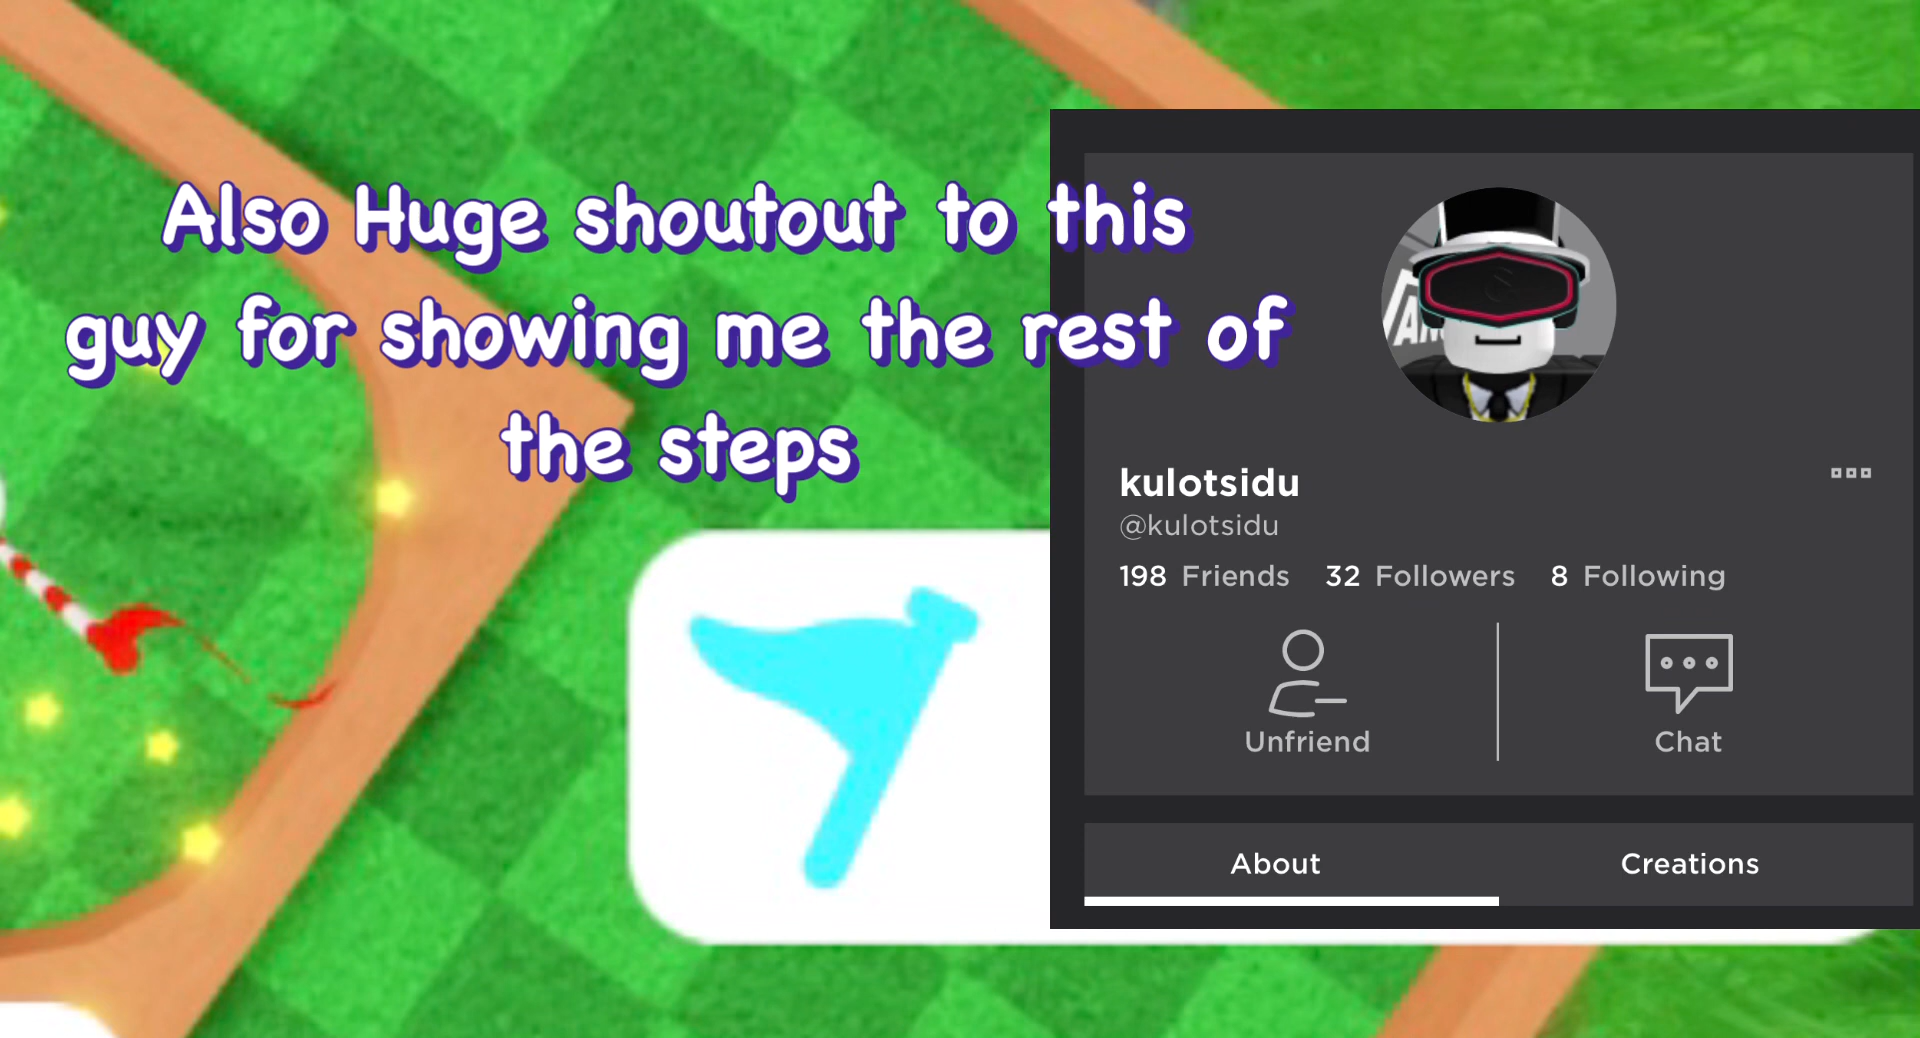 Also Huge shoutout to this
guy for showing me the rest of
the steps
kulotsidu
@kulotsidu
198 Friends 32 Followers 8 Following
Unfriend
Chat
About
Creations